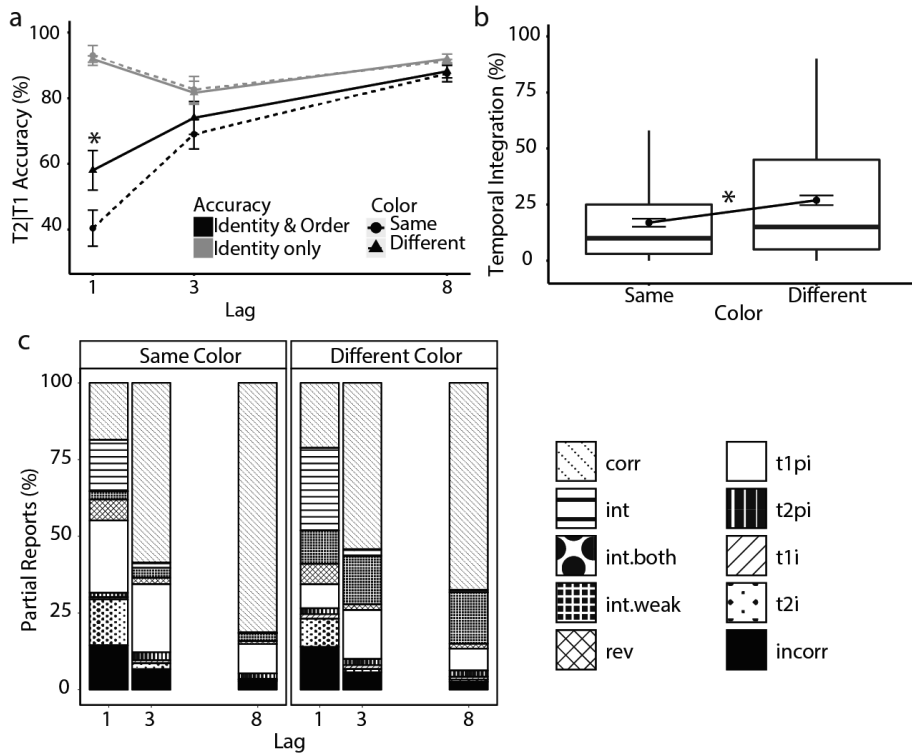 a
T2|T1 Accuracy (%)
100
80
60
40
*
Accuracy
Identity & Order
Identity only
Color
Same
Different
1
3
8
Lag
b
Temporal Integration (%)
100
75
50
25
0
*
Same
Different
Color
c
Same Color
Different Color
Partial Reports (%)
100
75
50
25
0
1
3
8
1
3
8
Lag
corr
int
int.both
int.weak
rev
t1pi
t2pi
t1i
t2i
incorr